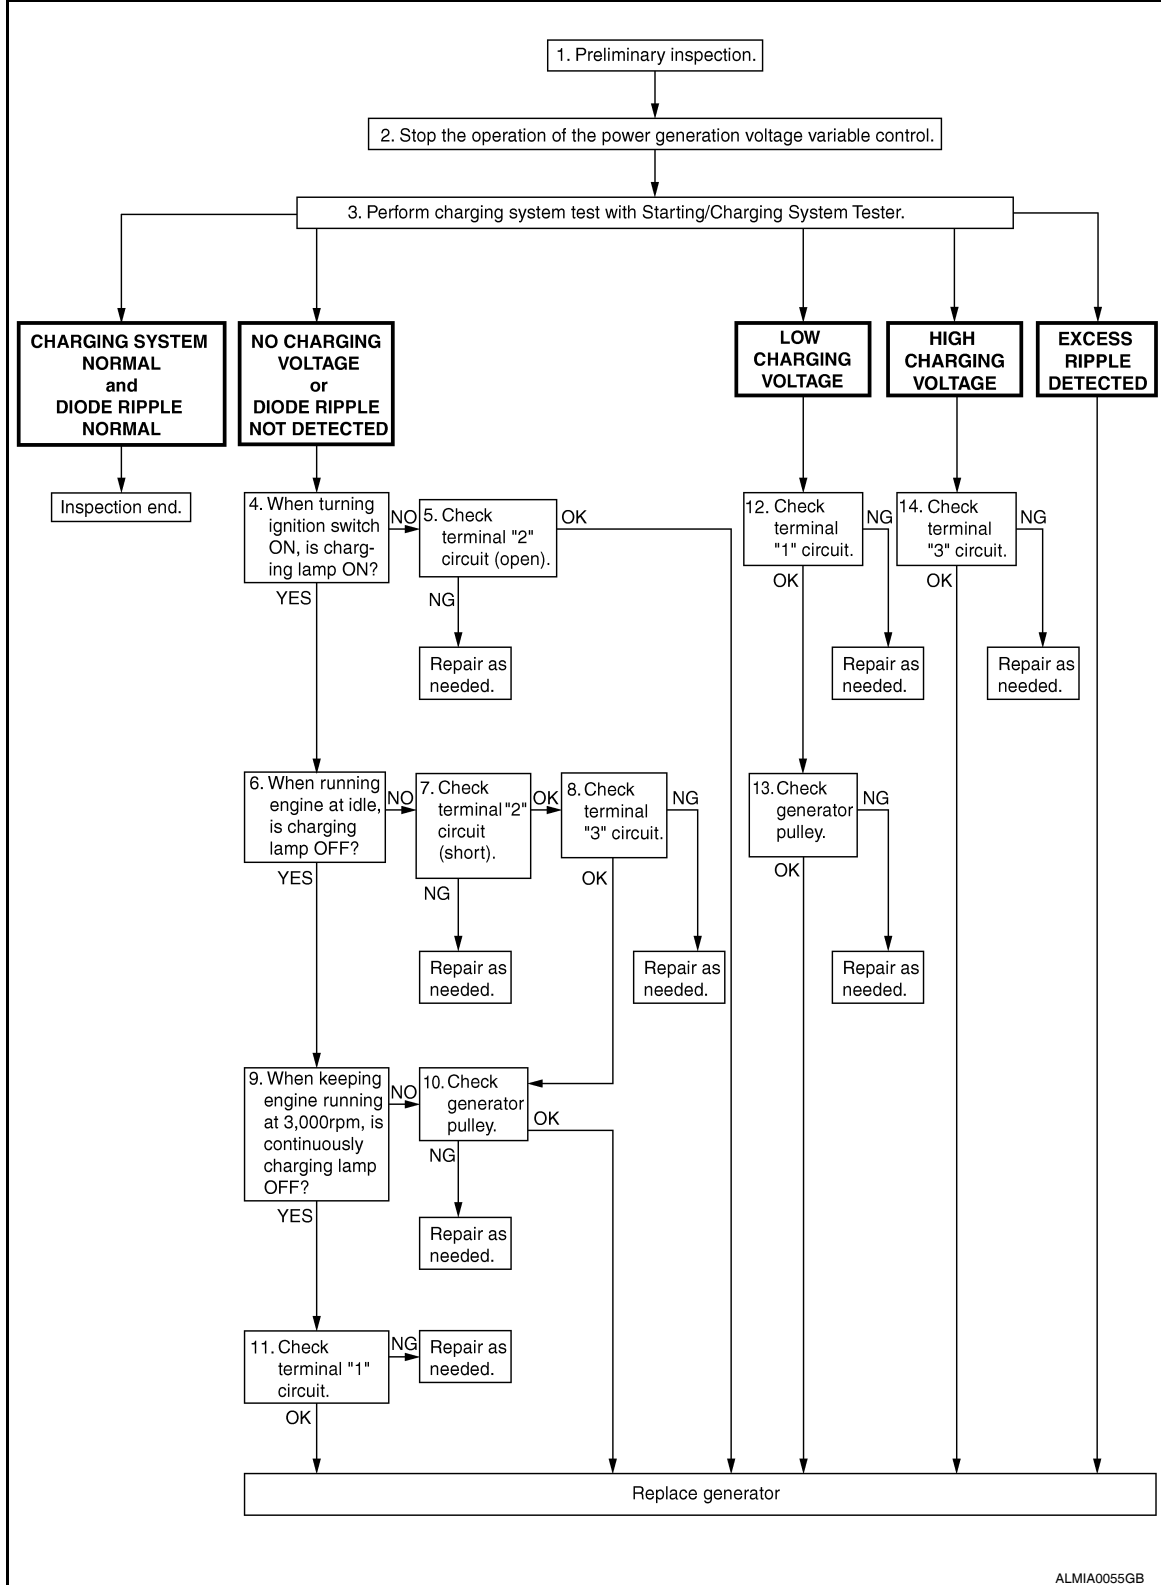 1. Preliminary inspection.
2. Stop the operation of the power generation voltage variable control.
3. Perform charging system test with Starting/Charging System Tester.
CHARGING SYSTEM
NORMAL
and
DIODE RIPPLE
NORMAL
NO CHARGING
VOLTAGE
or
DIODE RIPPLE
NOT DETECTED
LOW
CHARGING
VOLTAGE
HIGH
CHARGING
VOLTAGE
EXCESS
RIPPLE
DETECTED
Inspection end.
4. When turning
ignition switch
ON, is charg-
ing lamp ON?
NO
YES
5. Check
terminal "2"
circuit (open).
OK
NG
Repair as
needed.
12. Check
terminal
"1" circuit.
NG
OK
Repair as
needed.
14. Check
terminal
"3" circuit.
NG
OK
Repair as
needed.
6. When running
engine at idle,
is charging
lamp OFF?
NO
YES
7. Check
terminal "2"
circuit
(short).
OK
NG
Repair as
needed.
8. Check
terminal
"3" circuit.
NG
OK
Repair as
needed.
13. Check
generator
pulley.
NG
OK
Repair as
needed.
9. When keeping
engine running
at 3,000rpm, is
continuously
charging lamp
OFF?
NO
YES
10. Check
generator
pulley.
OK
NG
Repair as
needed.
11. Check
terminal "1"
circuit.
NG
OK
Repair as
needed.
Replace generator
ALMIA0055GB